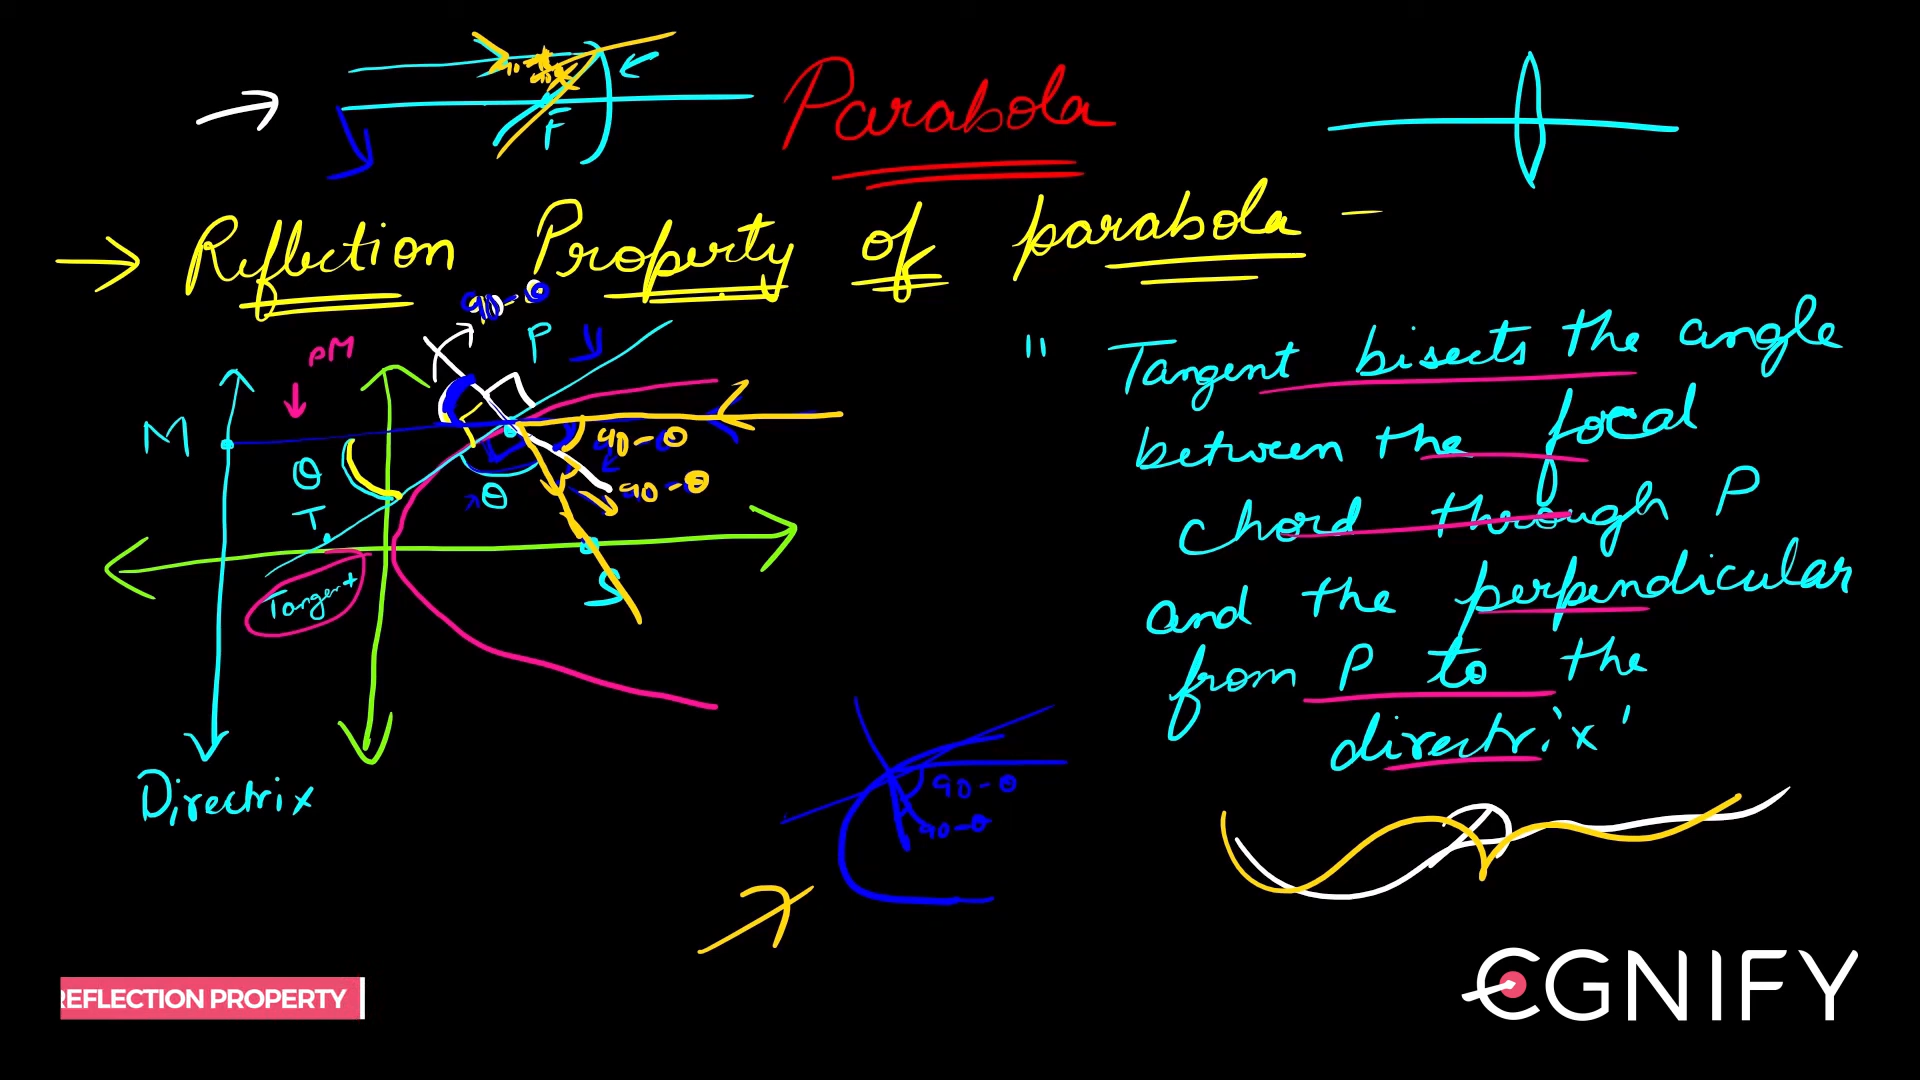 F
Parabola
Reflection Property of parabola -
90-θ
P
PM
M
θ
T
90-θ
90-θ
θ
S
Tangent
Directrix
" Tangent bisects the angle
between the focal
chord through P
and the perpendicular
from P to the
directrix'
90-θ
90-θ
REFLECTION PROPERTY
CGNIFY